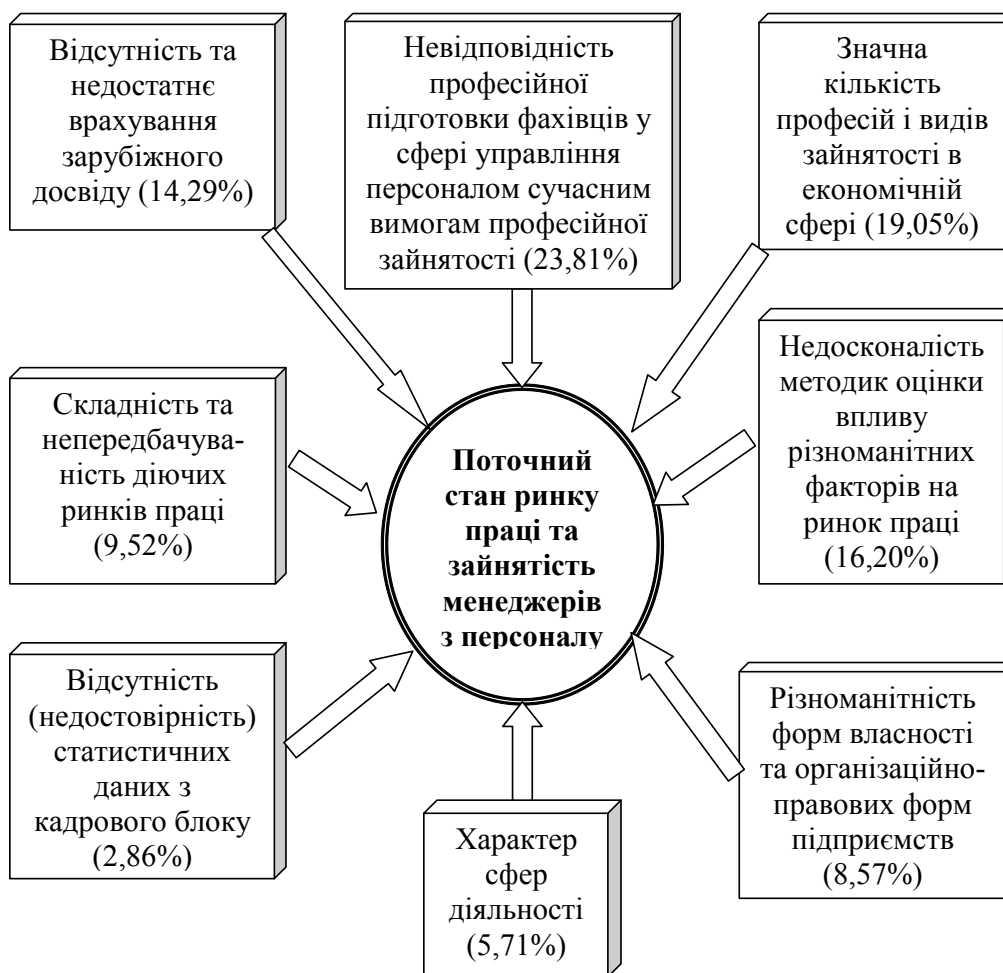 Відсутність та
недостатнє
врахування
зарубіжного
досвіду (14,29%)
Невідповідність
професійної
підготовки фахівців у
сфері управління
персоналом сучасним
вимогам професійної
зайнятості (23,81%)
Значна
кількість
професій і видів
зайнятості в
економічній
сфері (19,05%)
Складність та
непередбачува-
ність діючих
ринків праці
(9,52%)
Поточний
стан ринку
праці та
зайнятість
менеджерів
з персоналу
Недосконалість
методик оцінки
впливу
різноманітних
факторів на
ринок праці
(16,20%)
Відсутність
(недостовірність)
статистичних
даних з
кадрового блоку
(2,86%)
Характер
сфер
діяльності
(5,71%)
Різноманітність
форм власності
та організаційно-
правових форм
підприємств
(8,57%)